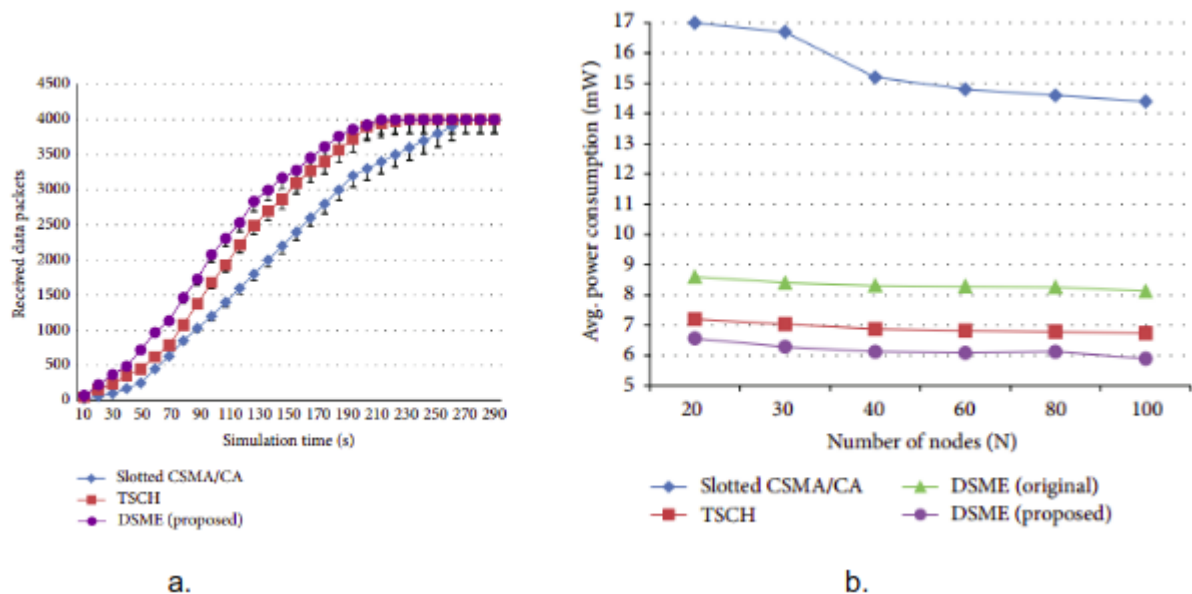 4500
4000
3500
3000
2500
2000
1500
1000
500
0
Received data packets
10 30 50 70 90 110 130 150 170 190 210 230 250 270 290
Simulation time (s)
Slotted CSMA/CA
TSCH
DSME (proposed)
a.
17
16
15
14
13
12
11
10
9
8
7
6
5
Avg. power consumption (mW)
20 30 40 60 80 100
Number of nodes (N)
Slotted CSMA/CA
DSME (original)
TSCH
DSME (proposed)
b.